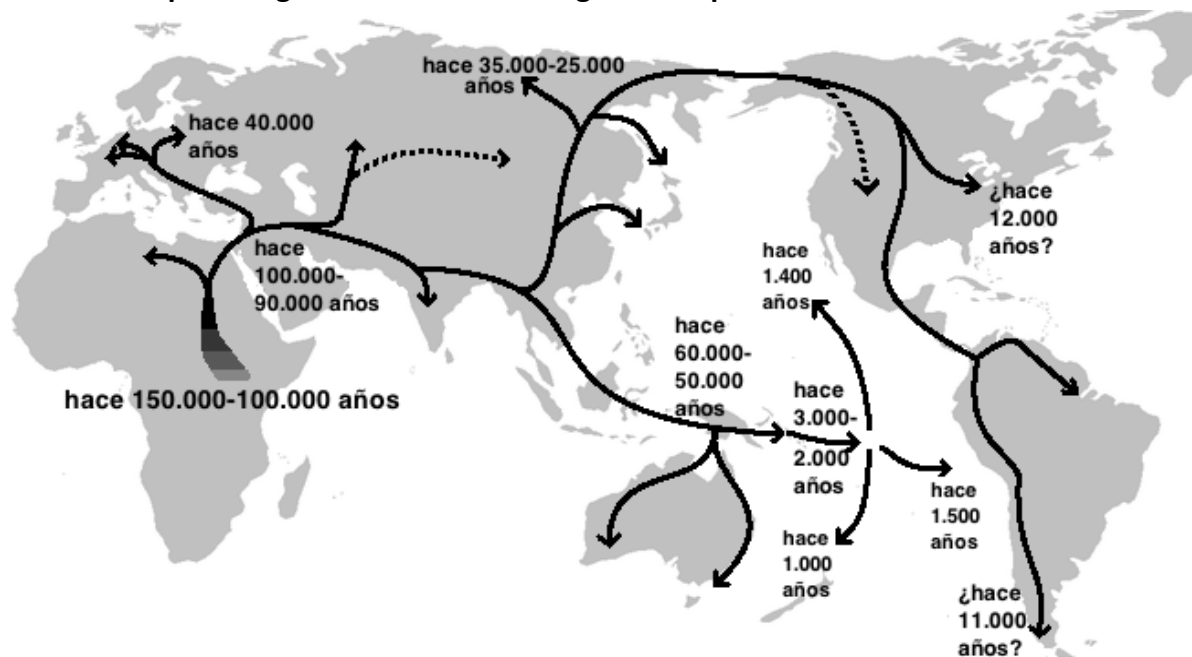 hace 35.000-25.000
años
hace 40.000
años
¿hace
12.000
años?
hace
100.000-
90.000 años
hace
1.400
años
hace
60.000-
50.000
años
hace 150.000-100.000 años
hace
3.000-
2.000
años
hace
1.500
años
hace
1.000
años
¿hace
11.000
años?